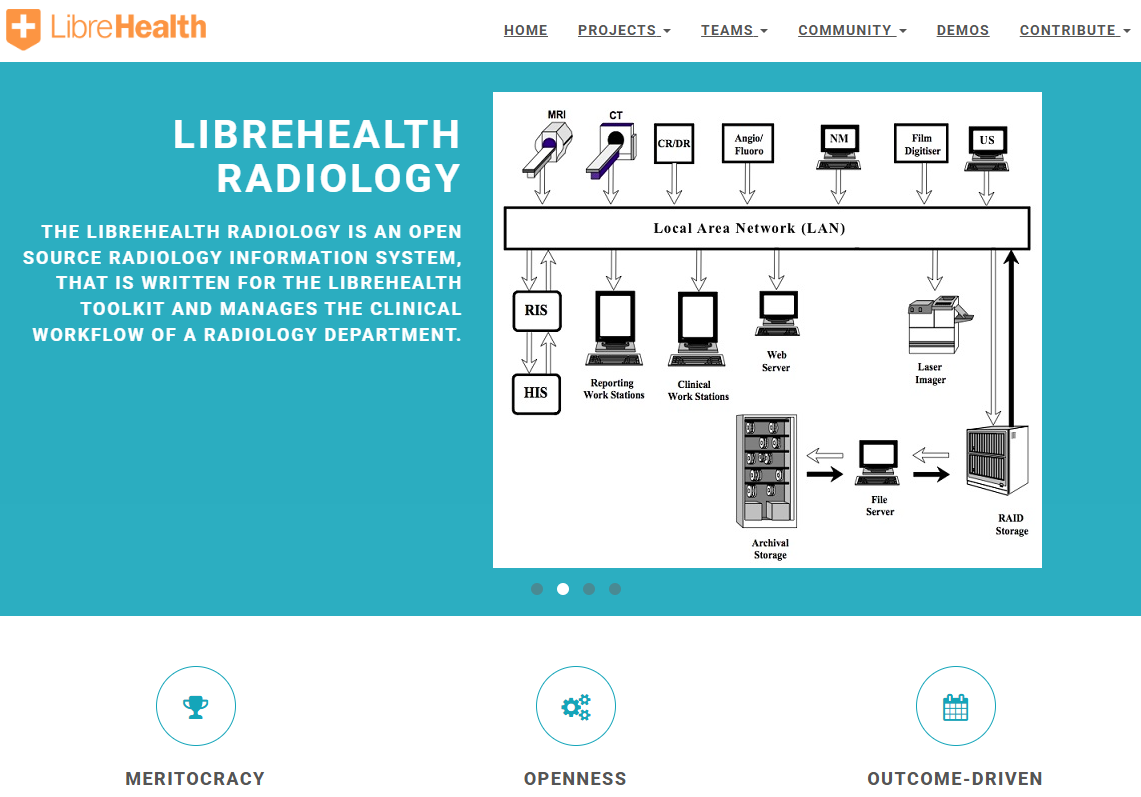 LibreHealth
HOME
PROJECTS
TEAMS
COMMUNITY
DEMOS
CONTRIBUTE
LIBREHEALTH
RADIOLOGY
THE LIBREHEALTH RADIOLOGY IS AN OPEN
SOURCE RADIOLOGY INFORMATION SYSTEM,
THAT IS WRITTEN FOR THE LIBREHEALTH
TOOLKIT AND MANAGES THE CLINICAL
WORKFLOW OF A RADIOLOGY DEPARTMENT.
MRI
CT
CR/DR
Angio/
Fluoro
NM
Film
Digitiser
US
Local Area Network (LAN)
RIS
HIS
Reporting
Work Stations
Clinical
Work Stations
Web
Server
Laser
Imager
Archival
Storage
File
Server
RAID
Storage
MERITOCRACY
OPENNESS
OUTCOME-DRIVEN